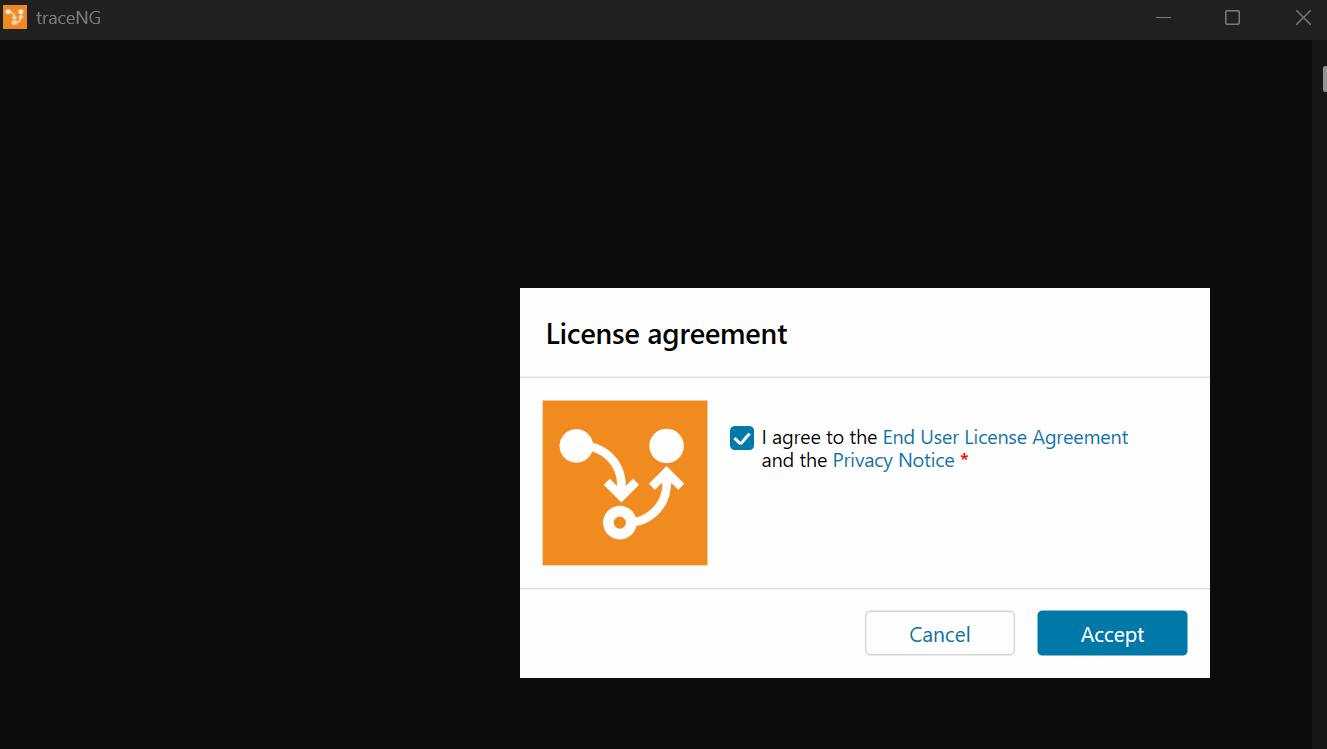 traceNG
License agreement
I agree to the End User License Agreement
and the Privacy Notice *
Cancel
Accept